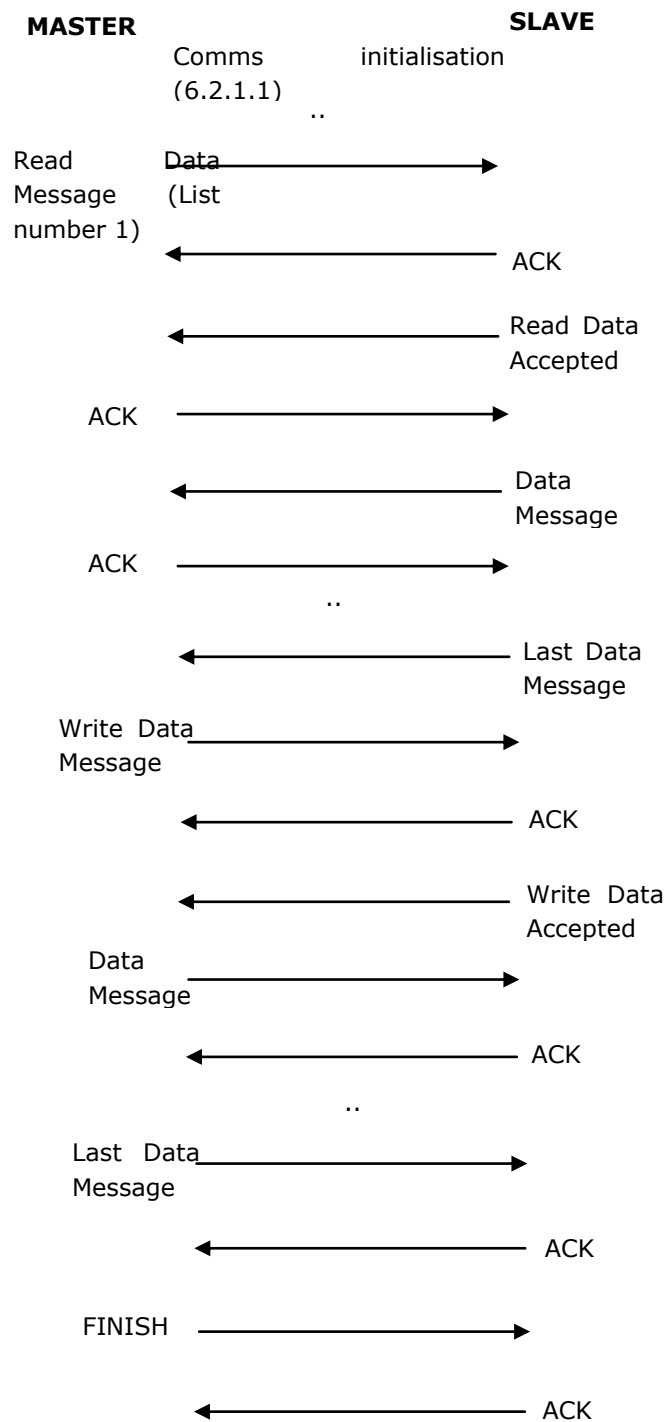 MASTER
SLAVE
Comms initialisation
(6.2.1.1)
..
Read Data
Message (List
number 1)
ACK
Read Data
Accepted
ACK
Data
Message
ACK
..
Last Data
Message
Write Data
Message
ACK
Write Data
Accepted
Data
Message
ACK
..
Last Data
Message
ACK
FINISH
ACK